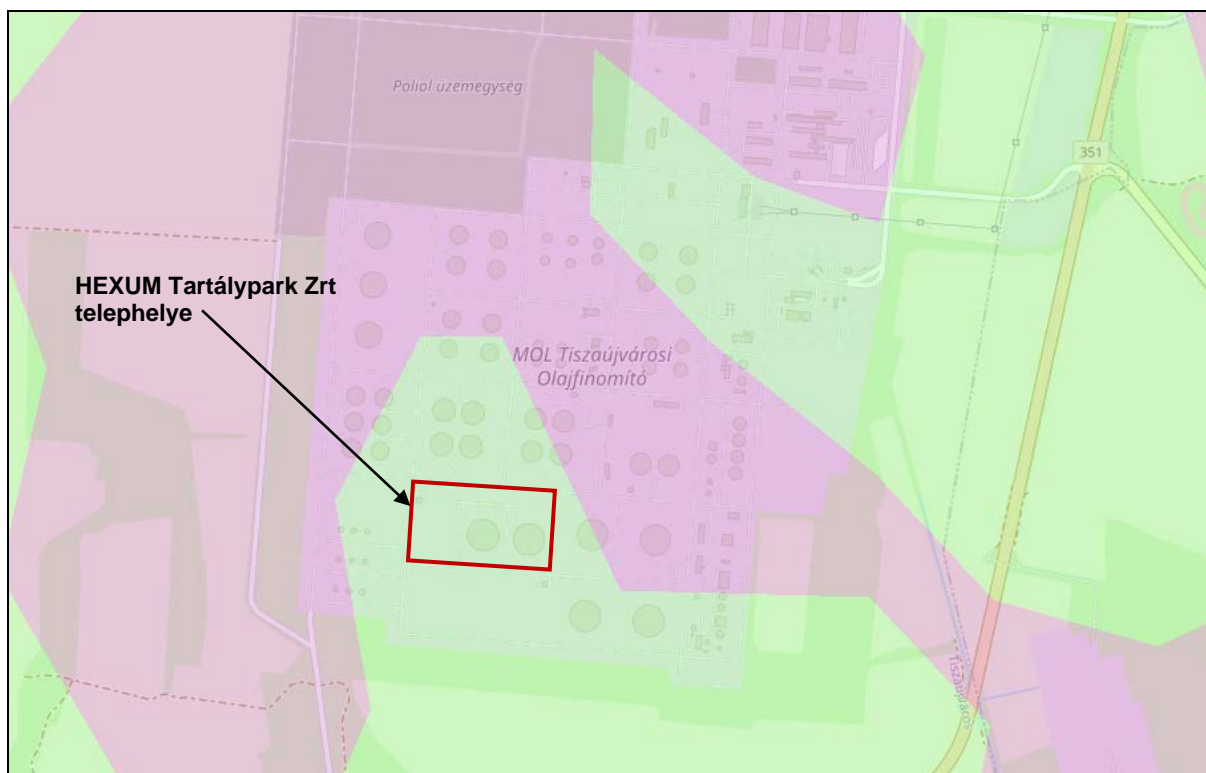 Poliol üzemegység
351
HEXUM Tartálypark Zrt
telephelye
MOL Tiszaújvárosi
Olajfinomító
Tiszaújváros